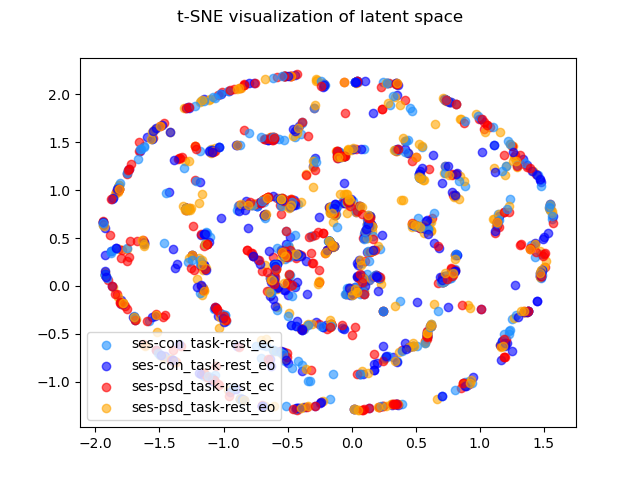 t-SNE visualization of latent space
2.0
1.5
1.0
0.5
0.0
−0.5
−1.0
ses-con_task-rest_ec
ses-con_task-rest_eo
ses-psd_task-rest_ec
ses-psd_task-rest_eo
−2.0 −1.5 −1.0 −0.5 0.0 0.5 1.0 1.5